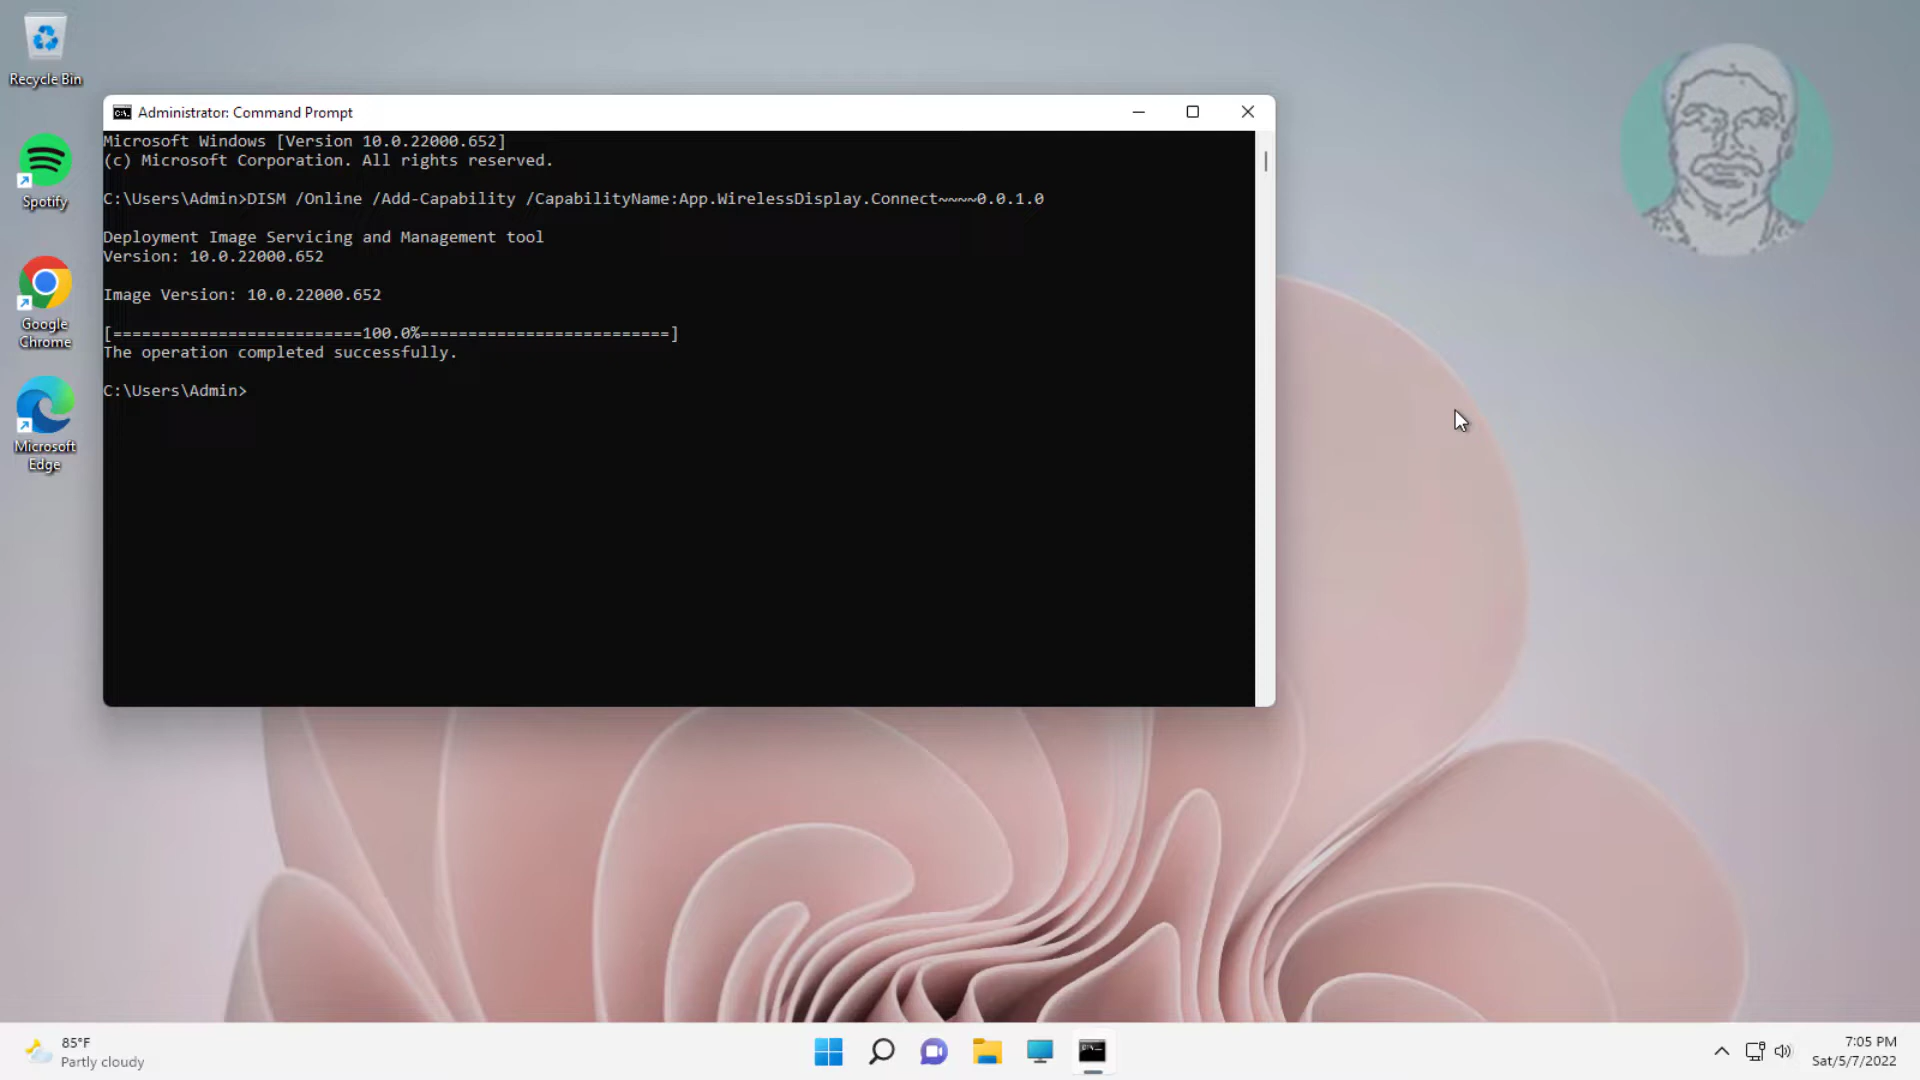 Recycle Bin
Spotify
Google
Chrome
Microsoft
Edge
Administrator: Command Prompt
Microsoft Windows [Version 10.0.22000.652]
(c) Microsoft Corporation. All rights reserved.
C:\Users\Admin>DISM /Online /Add-Capability /CapabilityName:App.WirelessDisplay.Connect~~~~0.0.1.0
Deployment Image Servicing and Management tool
Version: 10.0.22000.652
Image Version: 10.0.22000.652
[==========================100.0%==========================]
The operation completed successfully.
C:\Users\Admin>
85°F
Partly cloudy
7:05 PM
Sat/5/7/2022